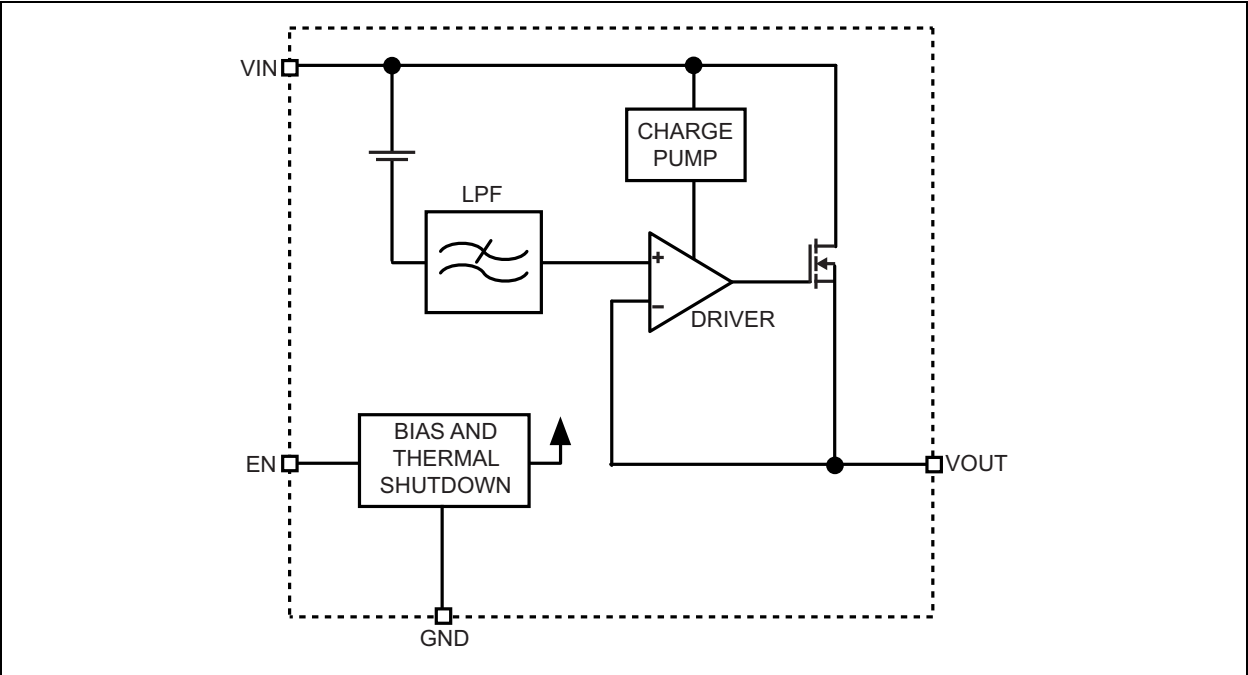 VIN
CHARGE
PUMP
LPF
+
−
DRIVER
BIAS AND
THERMAL
SHUTDOWN
EN
VOUT
GND